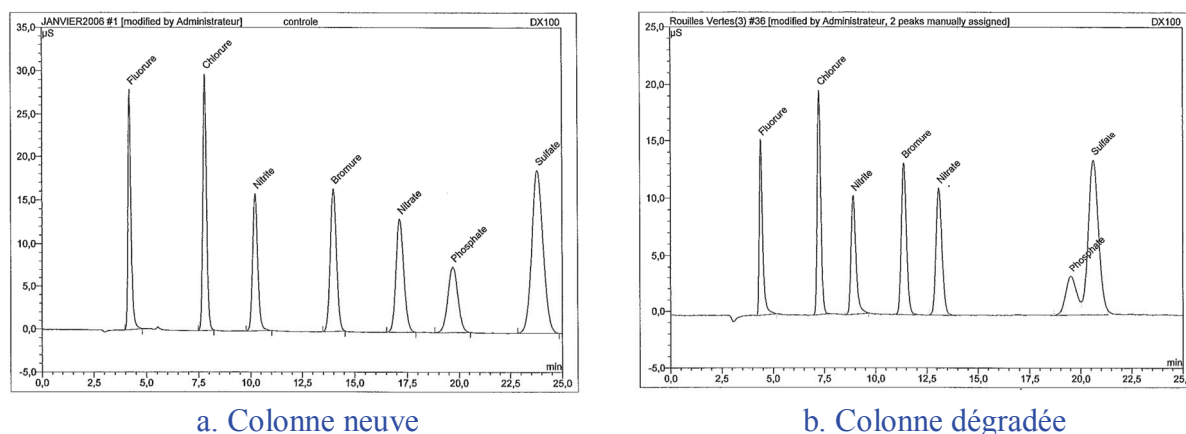 JANVIER2006 #1 [modified by Administrateur] controle DX100
35,0
µS
30,0
25,0
20,0
15,0
10,0
5,0
0,0
-5,0
Fluorure
Chlorure
Nitrite
Bromure
Nitrate
Phosphate
Sulfate
min
0,0 2,5 5,0 7,5 10,0 12,5 15,0 17,5 20,0 22,5 25,0
a. Colonne neuve
Rouilles Vertes(3) #36 [modified by Administrateur, 2 peaks manually assigned] DX100
25,0
µS
20,0
15,0
10,0
5,0
0,0
-5,0
Fluorure
Chlorure
Nitrite
Bromure
Nitrate
Phosphate
Sulfate
min
0,0 2,5 5,0 7,5 10,0 12,5 15,0 17,5 20,0 22,5 25,0
b. Colonne dégradée